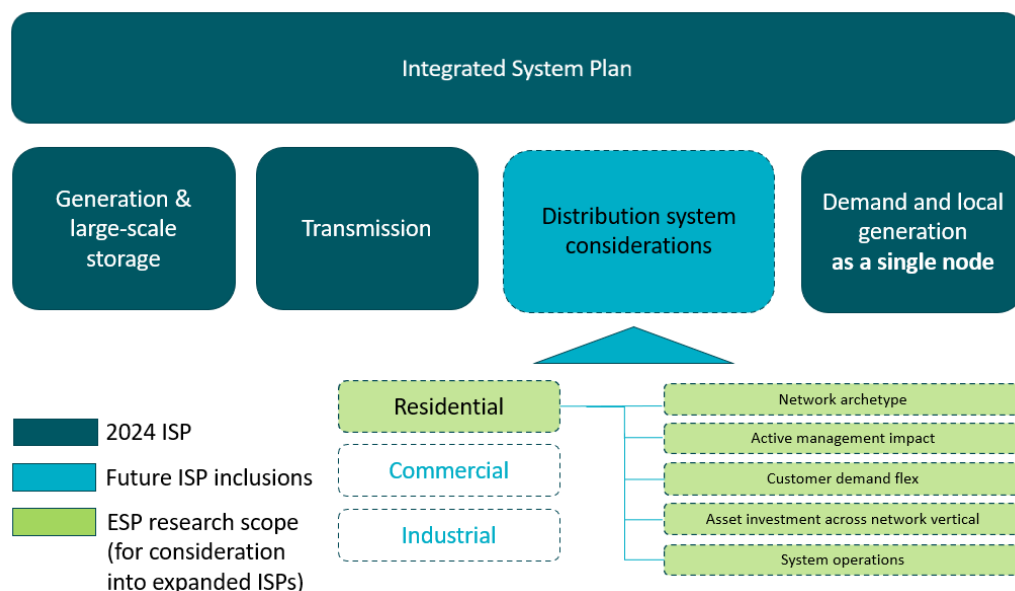 Integrated System Plan
Generation &
large-scale
storage
Transmission
Distribution system
considerations
Demand and local
generation
as a single node
2024 ISP
Future ISP inclusions
ESP research scope
(for consideration
into expanded ISPs)
Residential
Commercial
Industrial
Network archetype
Active management impact
Customer demand flex
Asset investment across network vertical
System operations